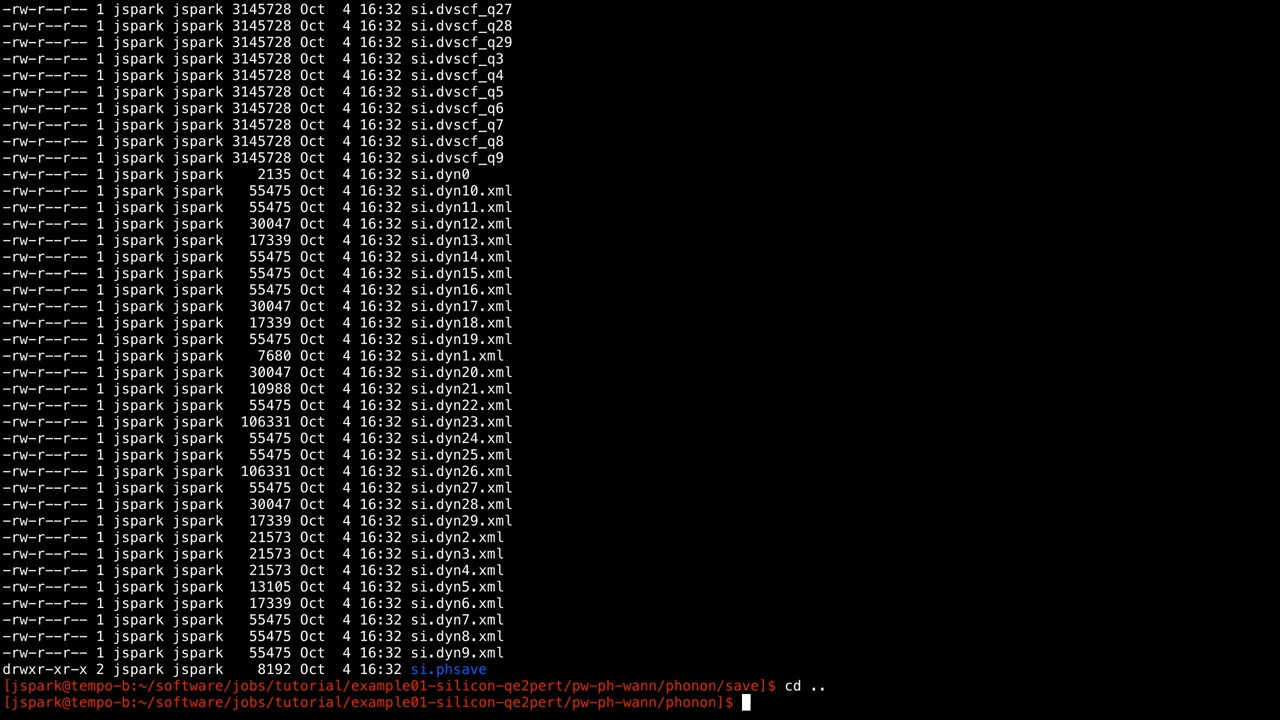 -rw-r--r-- 1 jspark jspark 3145728 Oct  4 16:32 si.dvscf_q27
-rw-r--r-- 1 jspark jspark 3145728 Oct  4 16:32 si.dvscf_q28
-rw-r--r-- 1 jspark jspark 3145728 Oct  4 16:32 si.dvscf_q29
-rw-r--r-- 1 jspark jspark 3145728 Oct  4 16:32 si.dvscf_q3
-rw-r--r-- 1 jspark jspark 3145728 Oct  4 16:32 si.dvscf_q4
-rw-r--r-- 1 jspark jspark 3145728 Oct  4 16:32 si.dvscf_q5
-rw-r--r-- 1 jspark jspark 3145728 Oct  4 16:32 si.dvscf_q6
-rw-r--r-- 1 jspark jspark 3145728 Oct  4 16:32 si.dvscf_q7
-rw-r--r-- 1 jspark jspark 3145728 Oct  4 16:32 si.dvscf_q8
-rw-r--r-- 1 jspark jspark 3145728 Oct  4 16:32 si.dvscf_q9
-rw-r--r-- 1 jspark jspark    2135 Oct  4 16:32 si.dyn0
-rw-r--r-- 1 jspark jspark   55475 Oct  4 16:32 si.dyn10.xml
-rw-r--r-- 1 jspark jspark   55475 Oct  4 16:32 si.dyn11.xml
-rw-r--r-- 1 jspark jspark   30047 Oct  4 16:32 si.dyn12.xml
-rw-r--r-- 1 jspark jspark   17339 Oct  4 16:32 si.dyn13.xml
-rw-r--r-- 1 jspark jspark   55475 Oct  4 16:32 si.dyn14.xml
-rw-r--r-- 1 jspark jspark   55475 Oct  4 16:32 si.dyn15.xml
-rw-r--r-- 1 jspark jspark   55475 Oct  4 16:32 si.dyn16.xml
-rw-r--r-- 1 jspark jspark   30047 Oct  4 16:32 si.dyn17.xml
-rw-r--r-- 1 jspark jspark   17339 Oct  4 16:32 si.dyn18.xml
-rw-r--r-- 1 jspark jspark   55475 Oct  4 16:32 si.dyn19.xml
-rw-r--r-- 1 jspark jspark    7680 Oct  4 16:32 si.dyn1.xml
-rw-r--r-- 1 jspark jspark   30047 Oct  4 16:32 si.dyn20.xml
-rw-r--r-- 1 jspark jspark   10988 Oct  4 16:32 si.dyn21.xml
-rw-r--r-- 1 jspark jspark   55475 Oct  4 16:32 si.dyn22.xml
-rw-r--r-- 1 jspark jspark  106331 Oct  4 16:32 si.dyn23.xml
-rw-r--r-- 1 jspark jspark   55475 Oct  4 16:32 si.dyn24.xml
-rw-r--r-- 1 jspark jspark   55475 Oct  4 16:32 si.dyn25.xml
-rw-r--r-- 1 jspark jspark  106331 Oct  4 16:32 si.dyn26.xml
-rw-r--r-- 1 jspark jspark   55475 Oct  4 16:32 si.dyn27.xml
-rw-r--r-- 1 jspark jspark   30047 Oct  4 16:32 si.dyn28.xml
-rw-r--r-- 1 jspark jspark   17339 Oct  4 16:32 si.dyn29.xml
-rw-r--r-- 1 jspark jspark   21573 Oct  4 16:32 si.dyn2.xml
-rw-r--r-- 1 jspark jspark   21573 Oct  4 16:32 si.dyn3.xml
-rw-r--r-- 1 jspark jspark   21573 Oct  4 16:32 si.dyn4.xml
-rw-r--r-- 1 jspark jspark   13105 Oct  4 16:32 si.dyn5.xml
-rw-r--r-- 1 jspark jspark   17339 Oct  4 16:32 si.dyn6.xml
-rw-r--r-- 1 jspark jspark   55475 Oct  4 16:32 si.dyn7.xml
-rw-r--r-- 1 jspark jspark   55475 Oct  4 16:32 si.dyn8.xml
-rw-r--r-- 1 jspark jspark   55475 Oct  4 16:32 si.dyn9.xml
drwxr-xr-x 2 jspark jspark    8192 Oct  4 16:32 si.phsave
[jspark@tempo-b:~/software/jobs/tutorial/example01-silicon-qe2pert/pw-ph-wann/phonon/save]$ cd ..
[jspark@tempo-b:~/software/jobs/tutorial/example01-silicon-qe2pert/pw-ph-wann/phonon]$